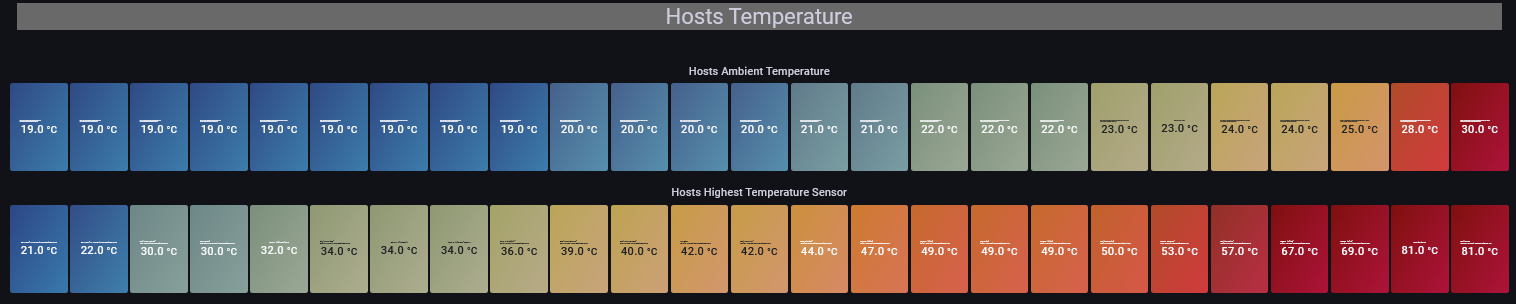 Hosts Temperature
Hosts Ambient Temperature
19.0 °C 19.0 °C 19.0 °C 19.0 °C 19.0 °C 19.0 °C 19.0 °C 19.0 °C 19.0 °C 20.0 °C 20.0 °C 20.0 °C 20.0 °C 21.0 °C 21.0 °C 22.0 °C 22.0 °C 22.0 °C 23.0 °C 23.0 °C 24.0 °C 24.0 °C 25.0 °C 28.0 °C 30.0 °C
Hosts Highest Temperature Sensor
21.0 °C 22.0 °C 30.0 °C 30.0 °C 32.0 °C 34.0 °C 34.0 °C 34.0 °C 36.0 °C 39.0 °C 40.0 °C 42.0 °C 42.0 °C 44.0 °C 47.0 °C 49.0 °C 49.0 °C 49.0 °C 50.0 °C 53.0 °C 57.0 °C 67.0 °C 69.0 °C 81.0 °C 81.0 °C